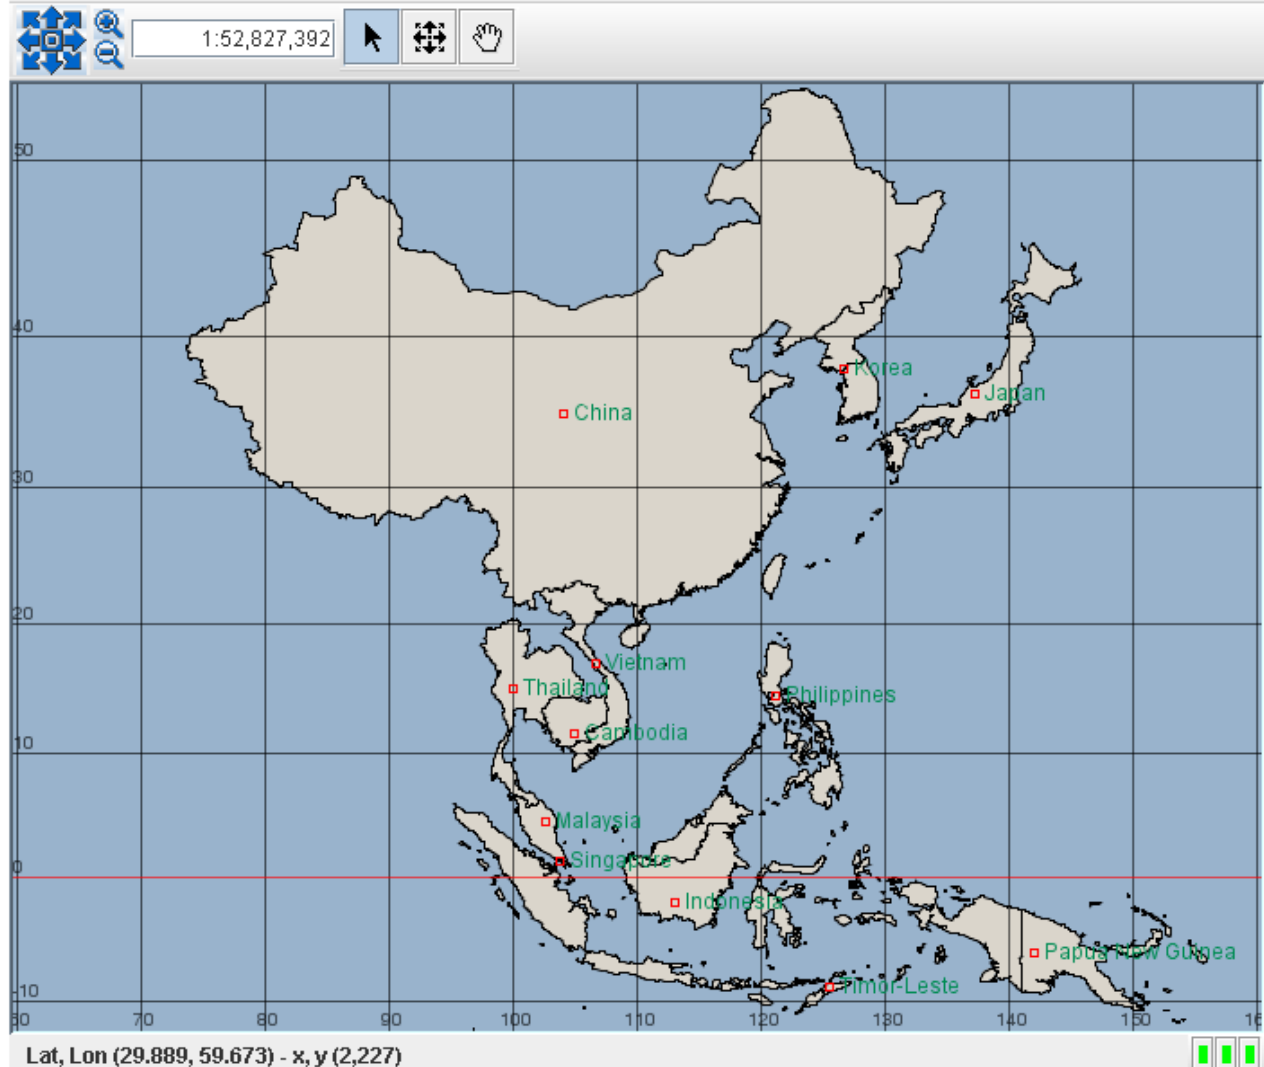 1:52,827,392
50
40
Korea
Japan
China
30
20
Vietnam
Thailand
Philippines
Cambodia
10
Malaysia
Singapore
0
Indonesia
Papua New Guinea
Timor-Leste
-10
60 70 80 90 100 110 120 130 140 150 16
Lat, Lon (29.889, 59.673) - x, y (2,227)